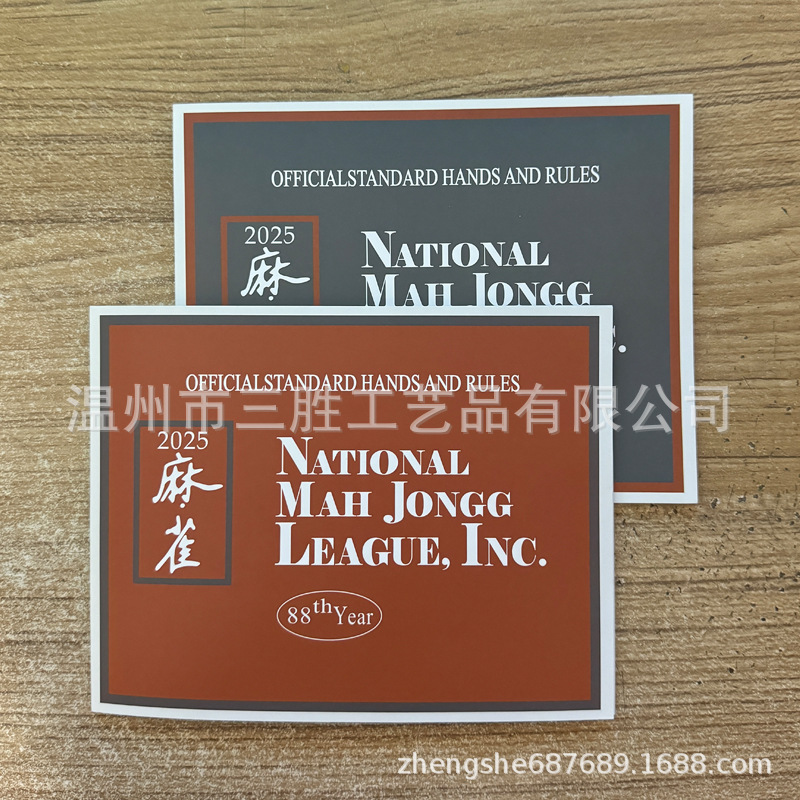 OFFICIALSTANDARD HANDS AND RULES
2025
麻
NATIONAL
MAH JONGG
C.
OFFICIALSTANDARD HANDS AND RULES
温州市三胜工艺品有限公司
2025
麻
雀
NATIONAL
MAH JONGG
LEAGUE, INC.
88th Year
zhengshe687689.1688.com